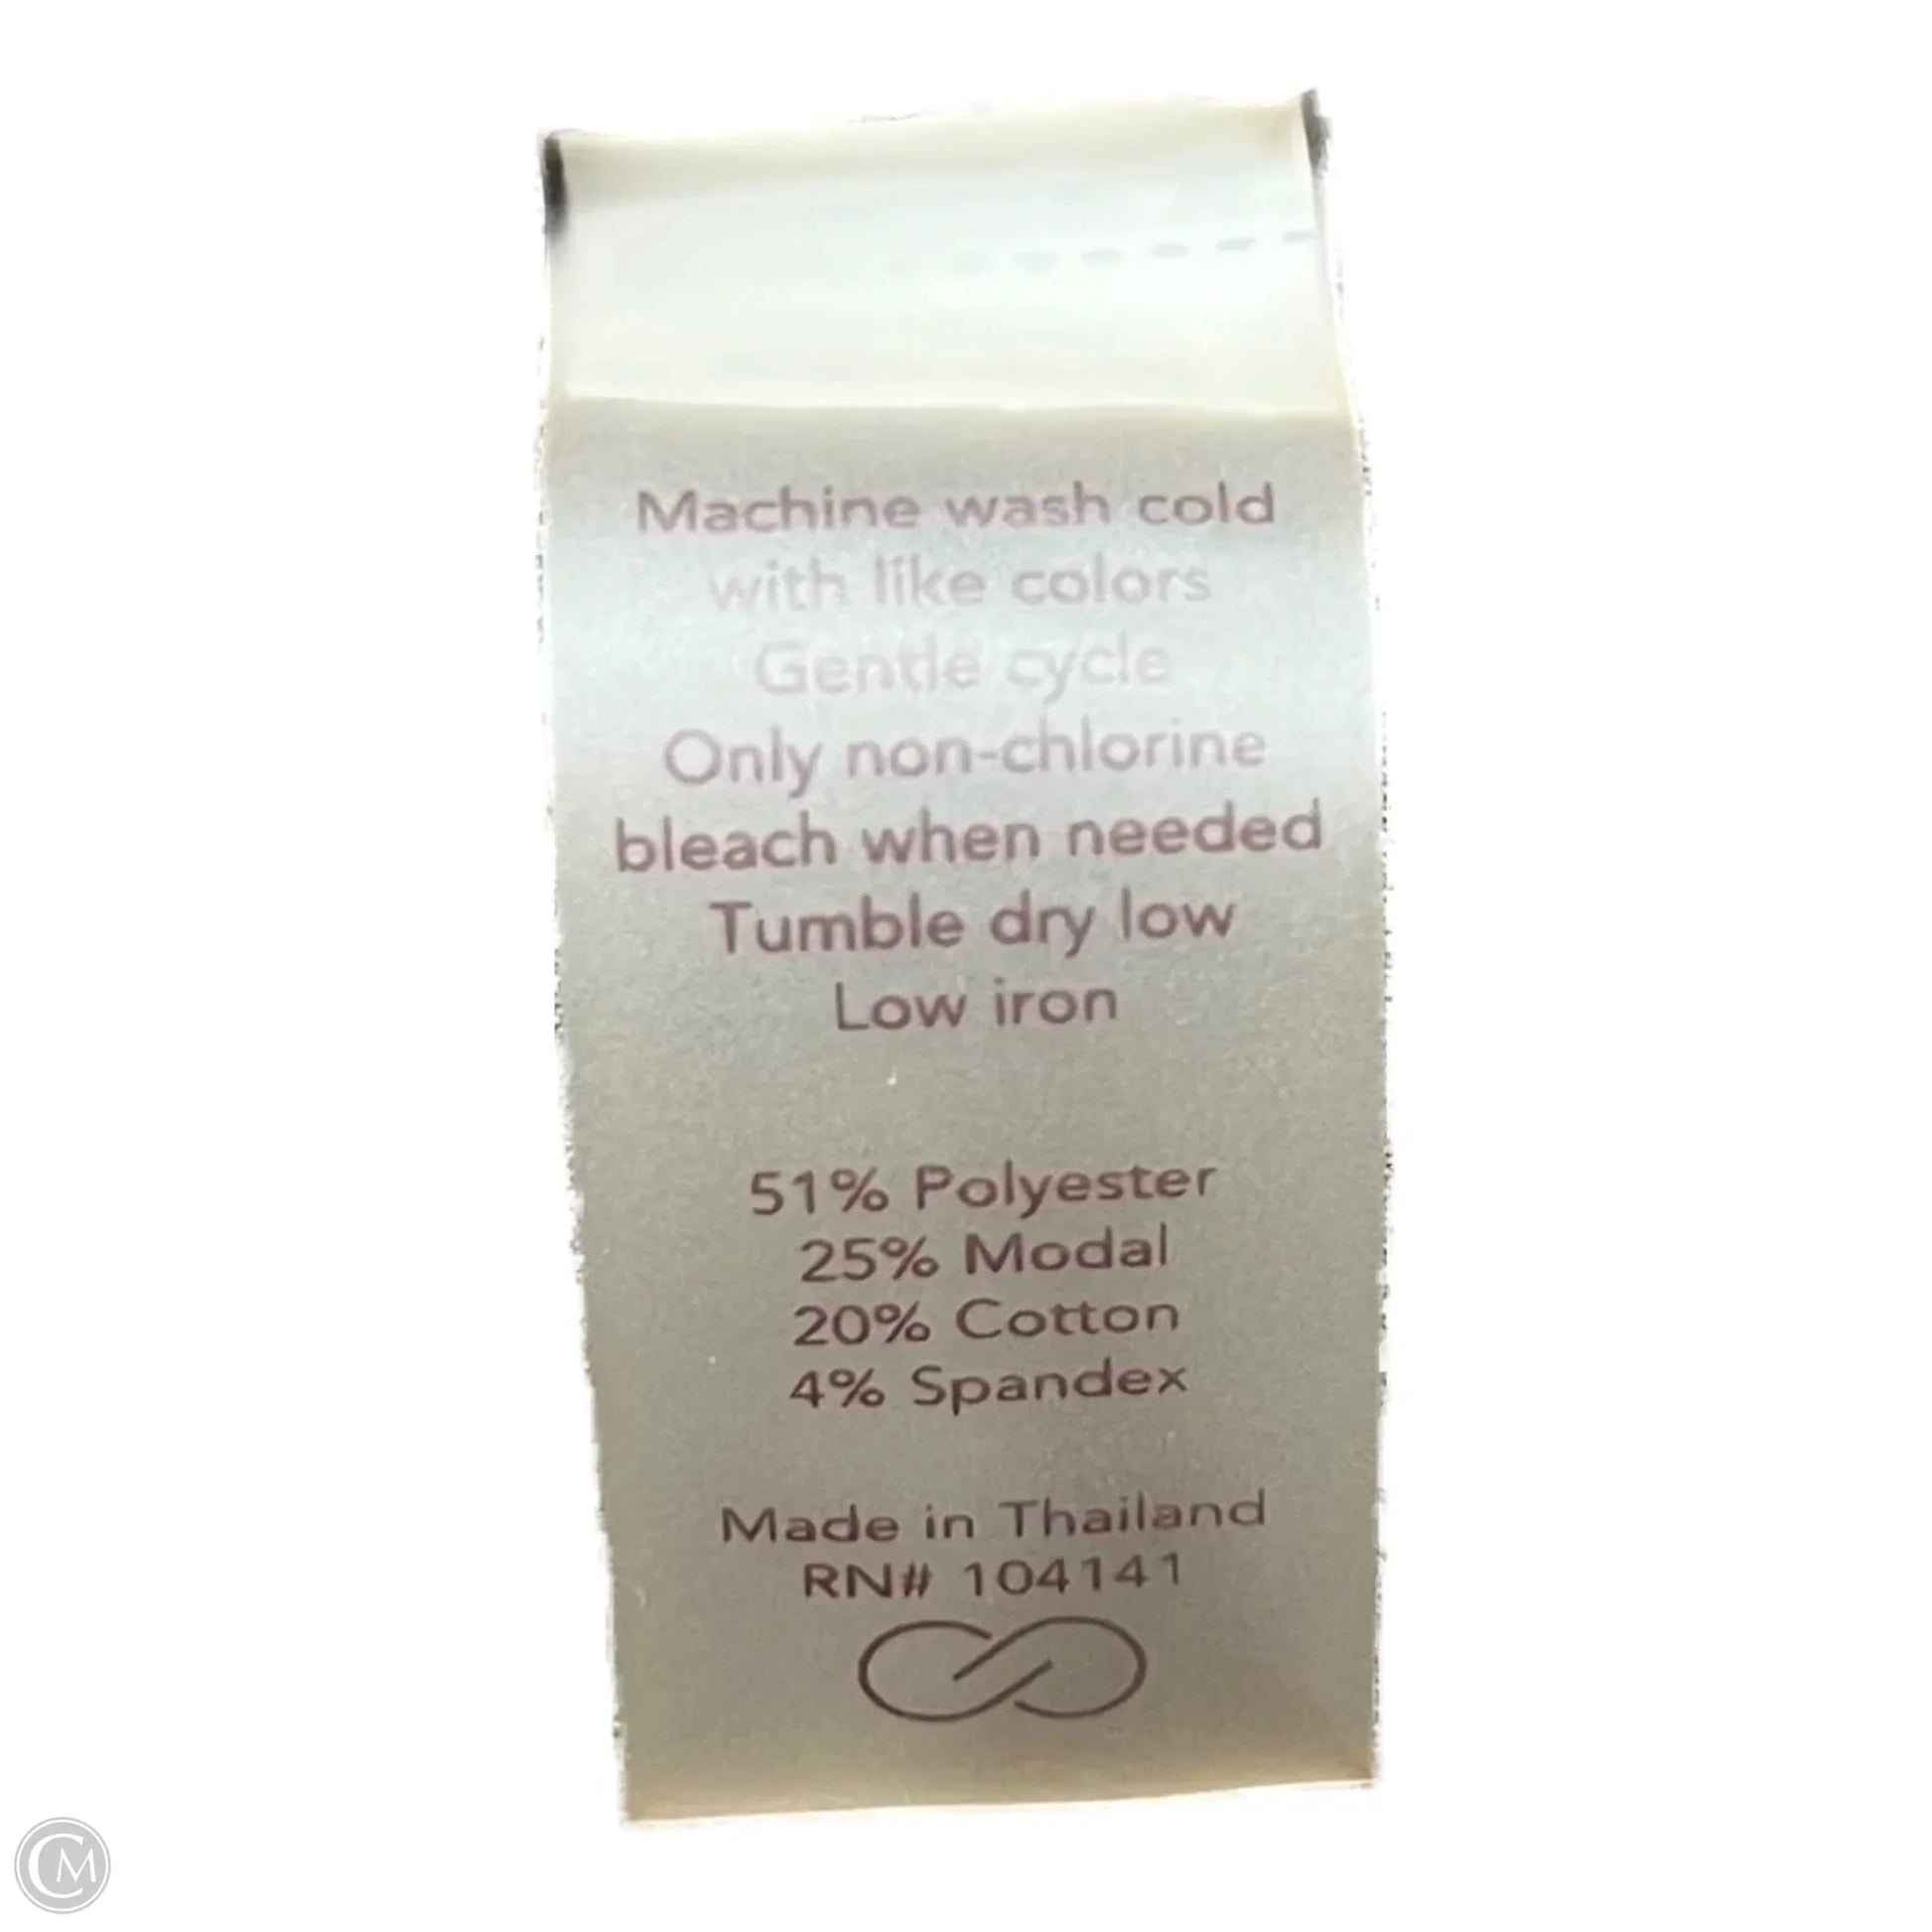 Machine wash cold
with like colors
Gentle cycle
Only non-chlorine
bleach when needed
Tumble dry low
Low iron
51% Polyester
25% Modal
20% Cotton
4% Spandex
Made in Thailand
RN# 104141
CM